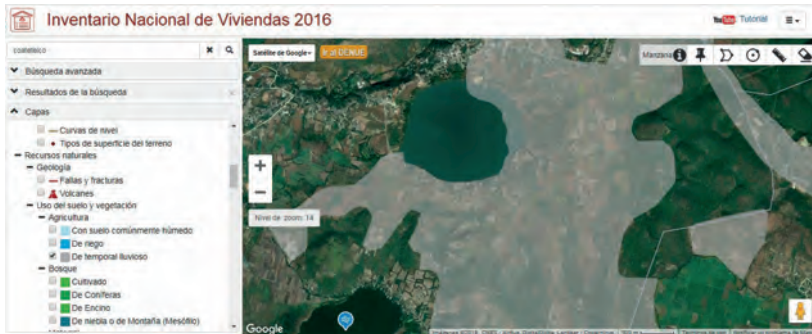 Inventario Nacional de Viviendas 2016
YouTube Tutorial
Satélite de Google
Ir al DENUE
Manzana
Búsqueda avanzada
Resultados de la búsqueda
Capas
Curvas de nivel
Tipos de superficie del terreno
Recursos naturales
Geología
Fallas y fracturas
Volcanes
Uso del suelo y vegetación
Agricultura
Con suelo comúnmente húmedo
De riego
De temporal lluvioso
Bosque
Cultivado
De Coníferas
De Encino
De niebla o de Montaña (Mesófilo)
+
−
Nivel de zoom: 14
Google